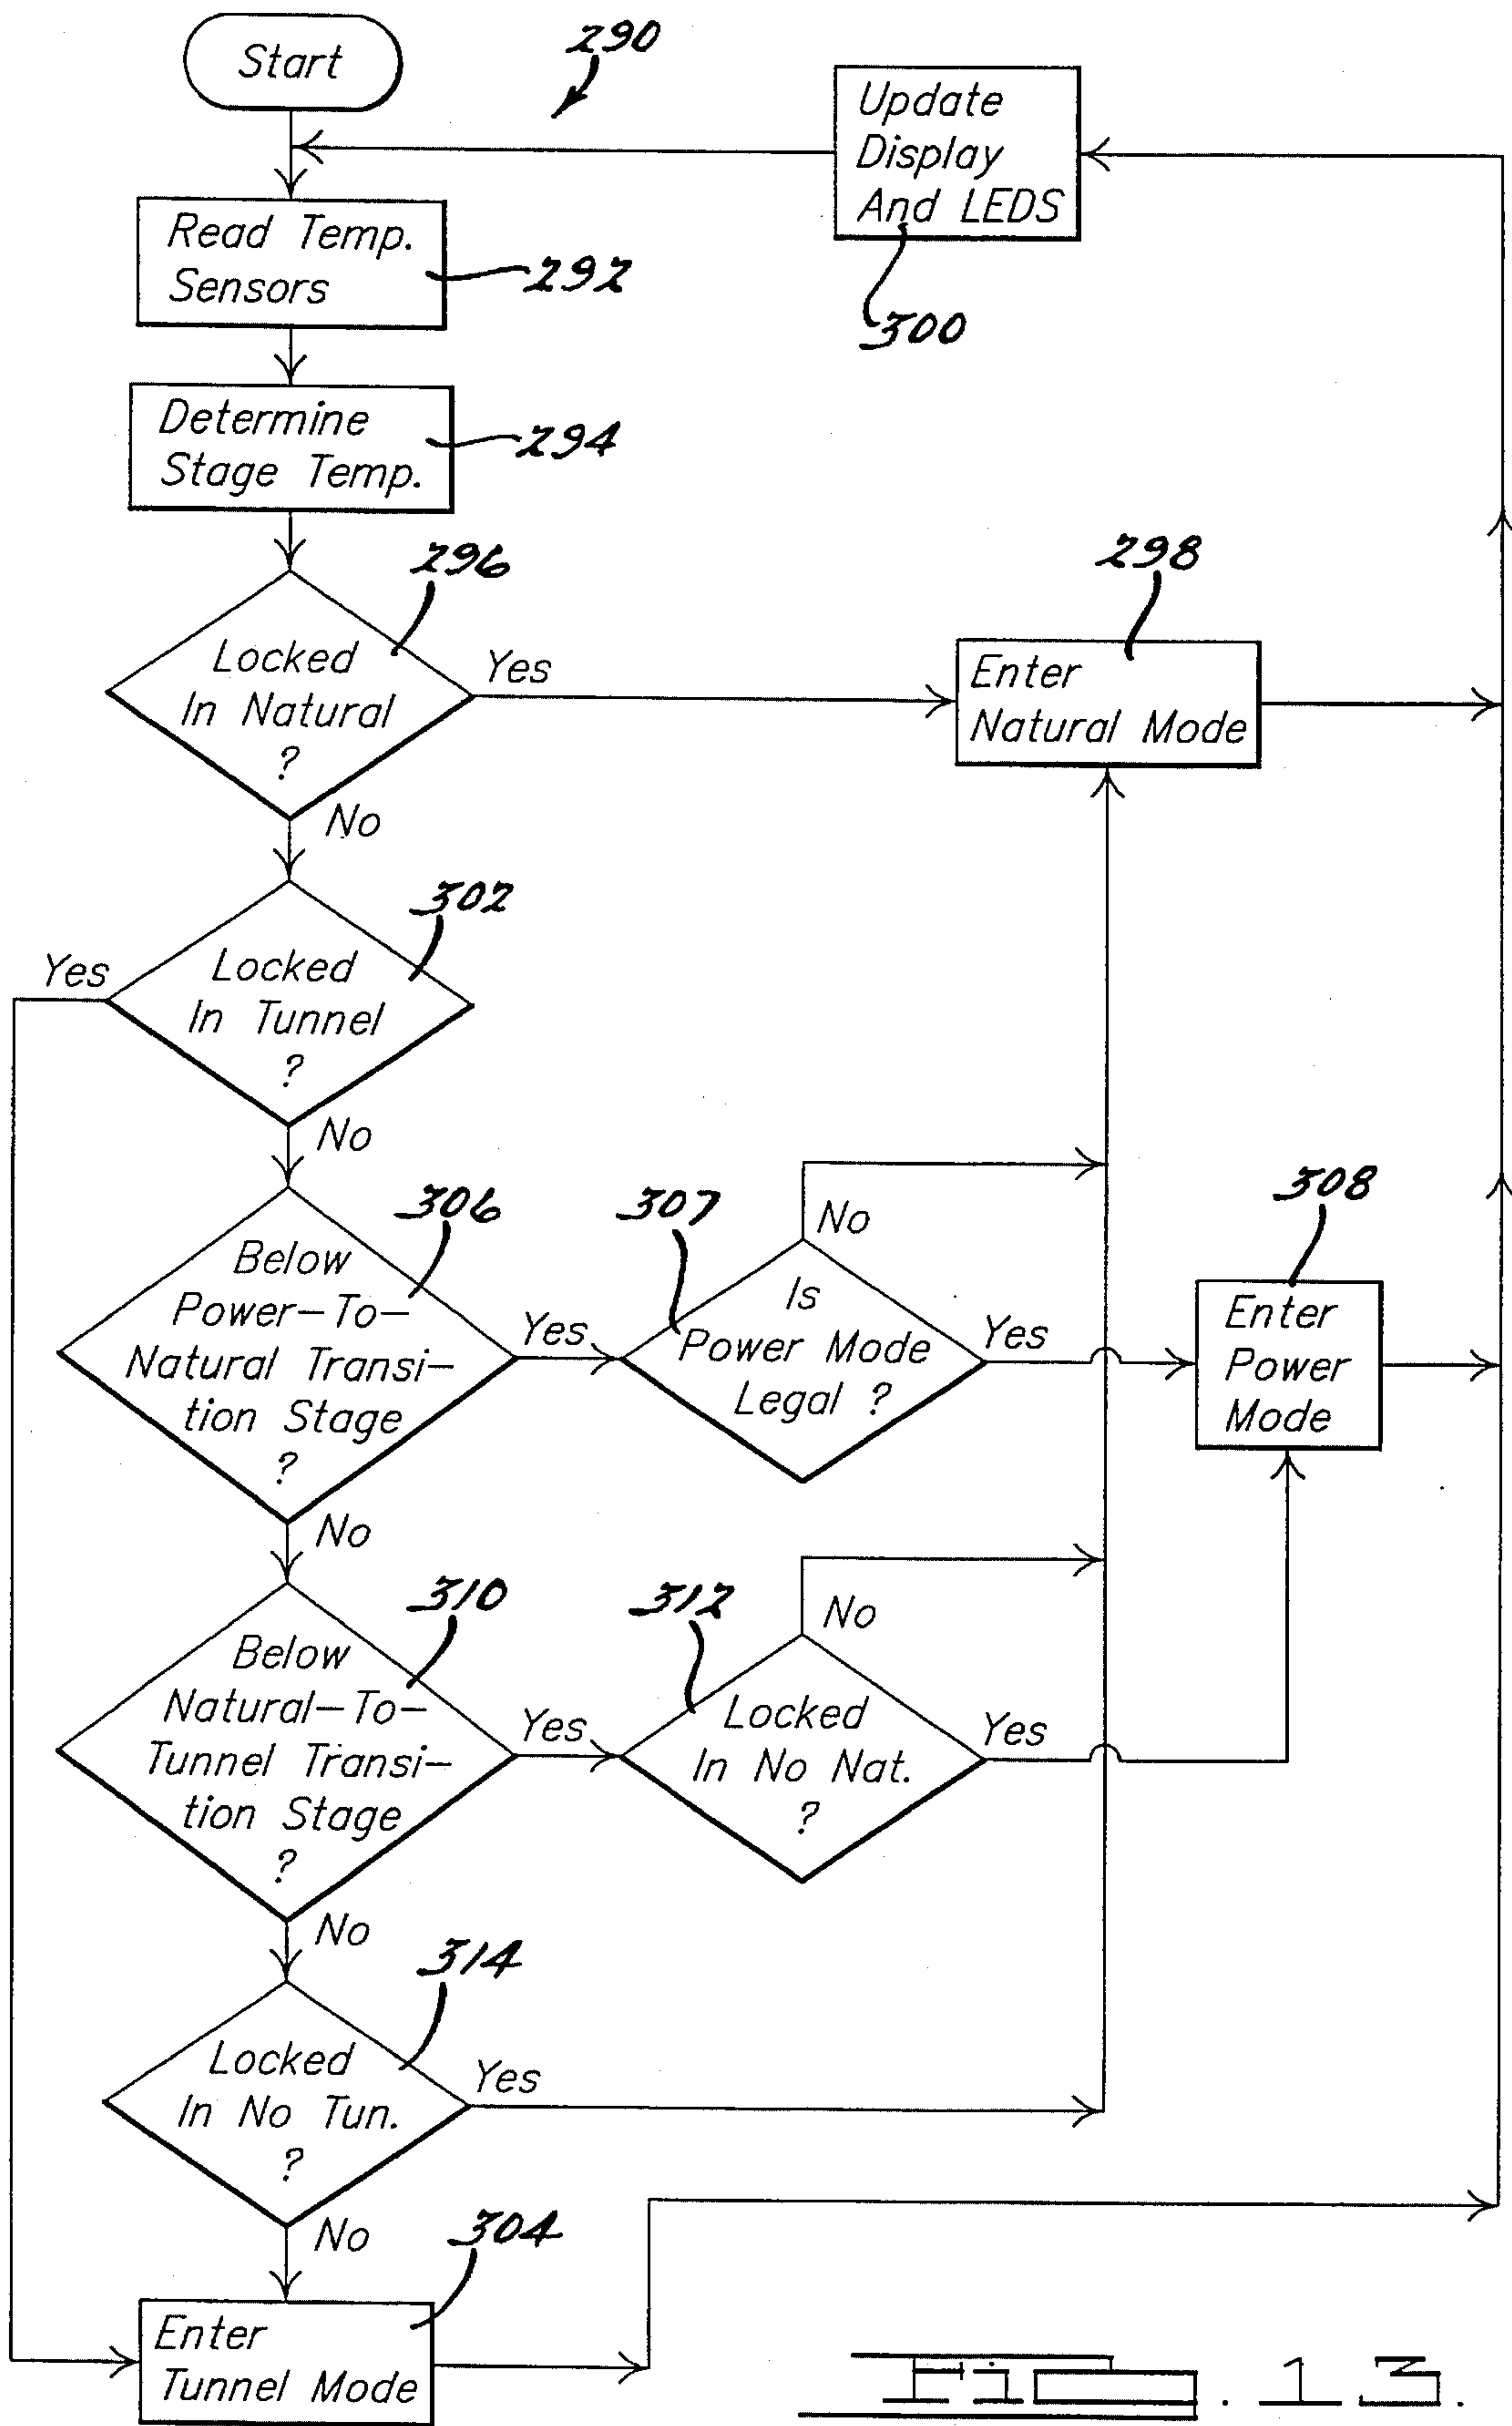 Start
290
Update
Display
And LEDS
300
Read Temp.
Sensors
292
Determine
Stage Temp.
294
296
Locked
In Natural
?
Yes
No
298
Enter
Natural Mode
302
Locked
In Tunnel
?
Yes
No
306
Below
Power-To-
Natural Transi-
tion Stage
?
Yes
No
307
Is
Power Mode
Legal ?
No
Yes
308
Enter
Power
Mode
310
Below
Natural-To-
Tunnel Transi-
tion Stage
?
Yes
No
312
Locked
In No Nat.
?
No
Yes
314
Locked
In No Tun.
?
Yes
No
304
Enter
Tunnel Mode
Fig. 13.